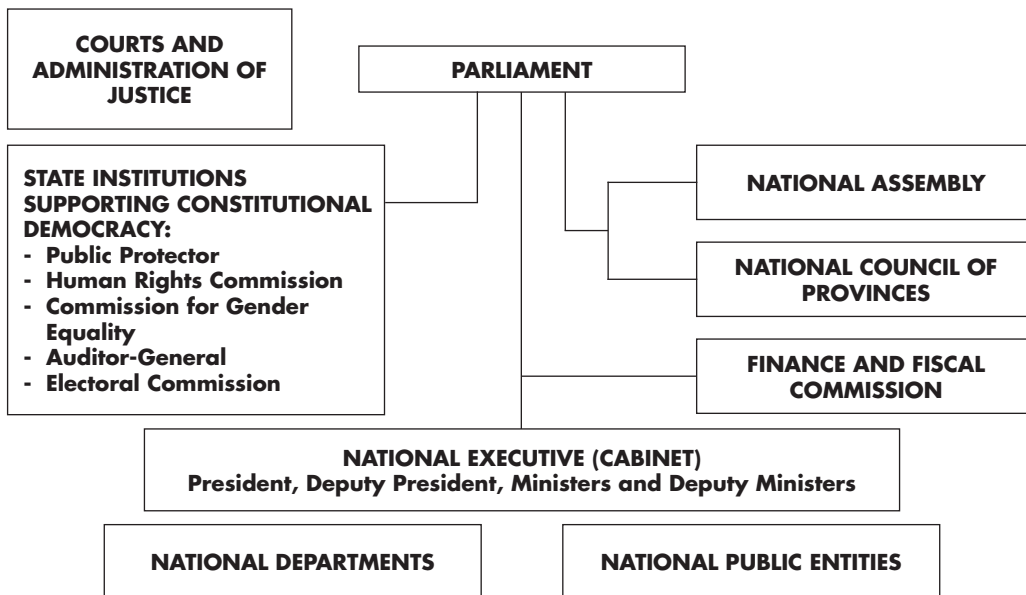 COURTS AND
ADMINISTRATION OF
JUSTICE
PARLIAMENT
STATE INSTITUTIONS
SUPPORTING CONSTITUTIONAL
DEMOCRACY:
- Public Protector
- Human Rights Commission
- Commission for Gender
Equality
- Auditor-General
- Electoral Commission
NATIONAL ASSEMBLY
NATIONAL COUNCIL OF
PROVINCES
FINANCE AND FISCAL
COMMISSION
NATIONAL EXECUTIVE (CABINET)
President, Deputy President, Ministers and Deputy Ministers
NATIONAL DEPARTMENTS
NATIONAL PUBLIC ENTITIES